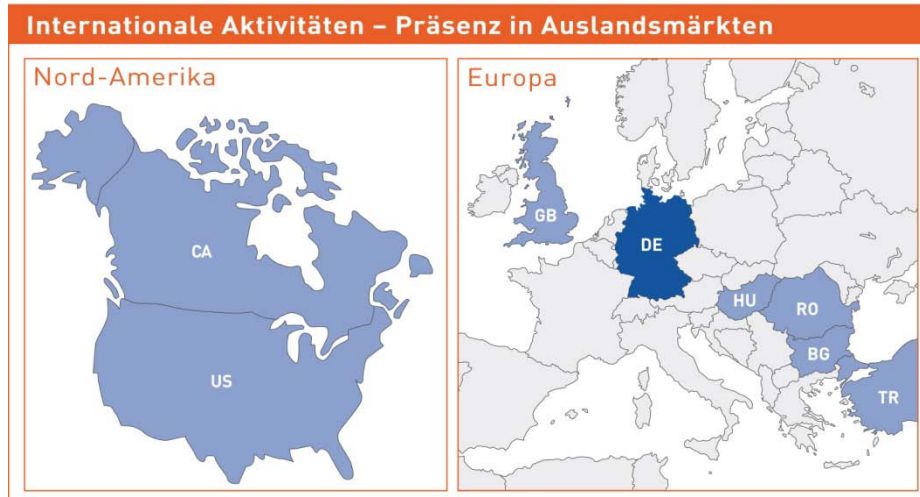 Internationale Aktivitäten – Präsenz in Auslandsmärkten
Nord-Amerika
CA
US
Europa
GB
DE
HU
RO
BG
TR